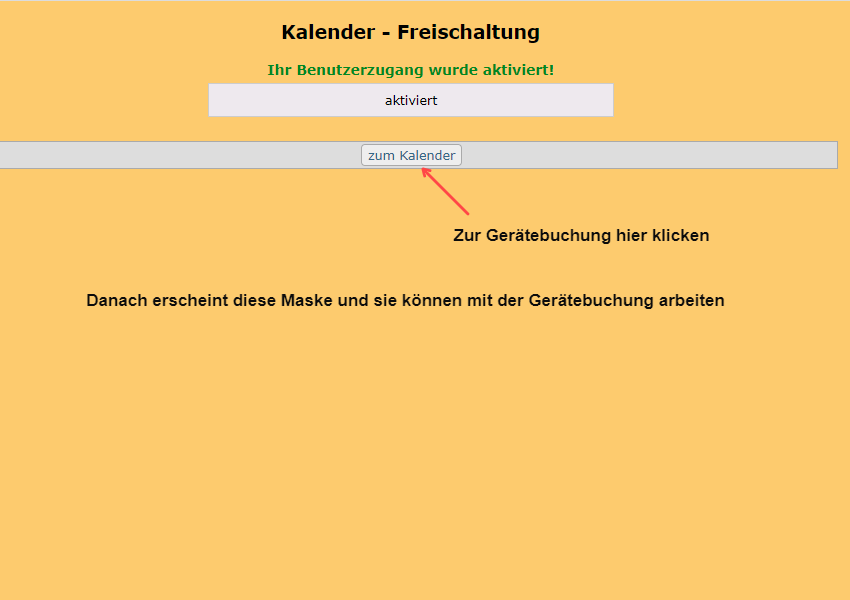 Kalender - Freischaltung
Ihr Benutzerzugang wurde aktiviert!
aktiviert
zum Kalender
Zur Gerätebuchung hier klicken
Danach erscheint diese Maske und sie können mit der Gerätebuchung arbeiten